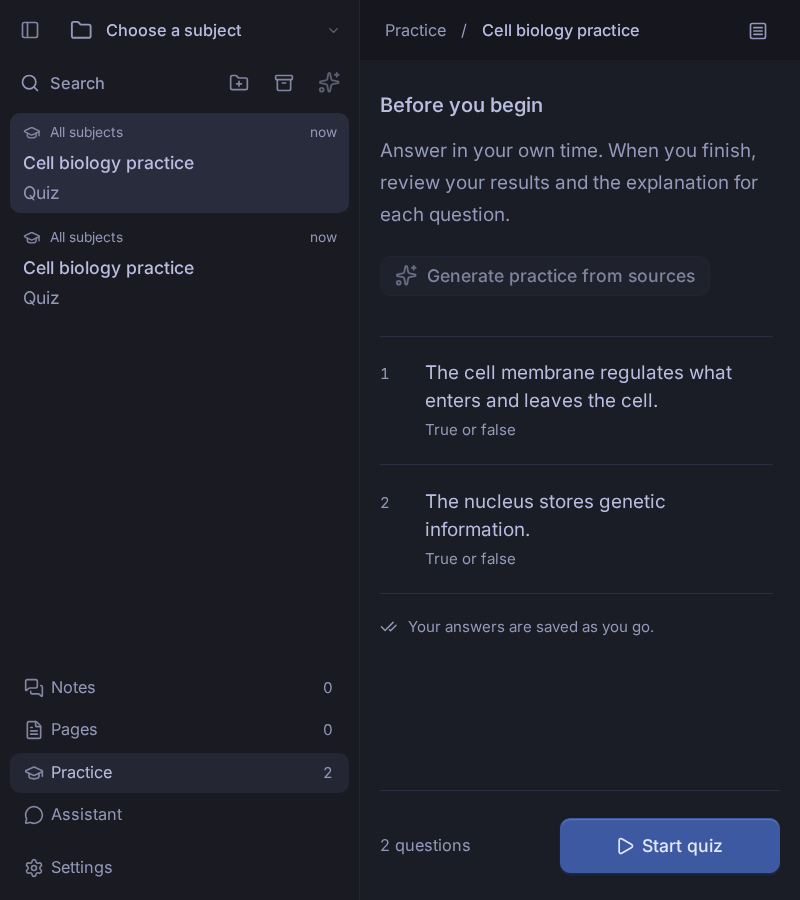 Choose a subject
Search
All subjects now
Cell biology practice
Quiz
All subjects now
Cell biology practice
Quiz
Notes 0
Pages 0
Practice 2
Assistant
Settings
Practice / Cell biology practice
Before you begin
Answer in your own time. When you finish,
review your results and the explanation for
each question.
Generate practice from sources
1 The cell membrane regulates what
enters and leaves the cell.
True or false
2 The nucleus stores genetic
information.
True or false
Your answers are saved as you go.
2 questions
Start quiz